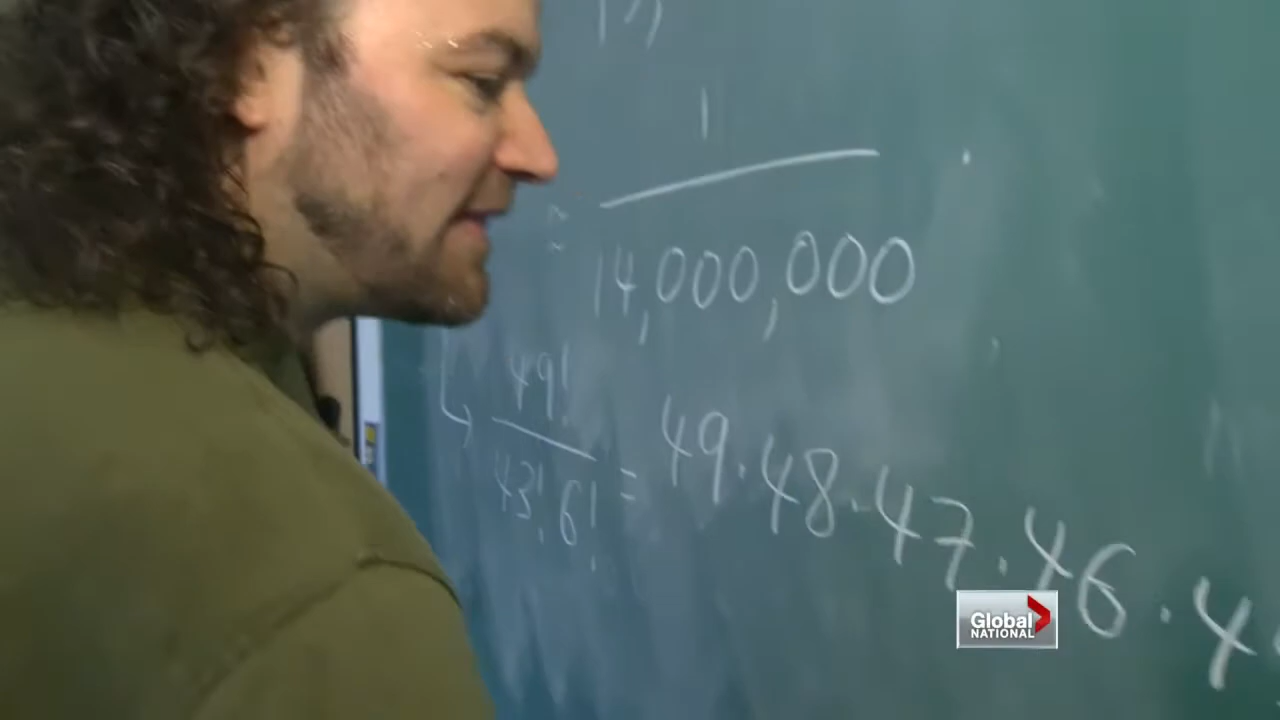 1
≈ 14,000,000
49!
43! 6! = 49 · 48 · 47 · 46 · 4
Global
NATIONAL